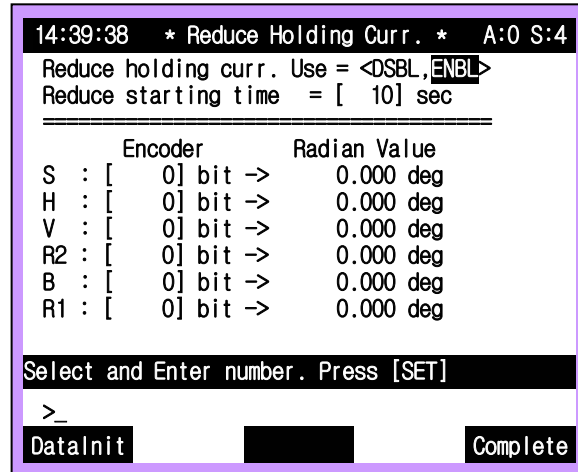 14:39:38 * Reduce Holding Curr. * A:0 S:4
Reduce holding curr. Use = <DSBL,ENBL>
Reduce starting time = [ 10] sec
======================================
Encoder Radian Value
S : [ 0] bit -> 0.000 deg
H : [ 0] bit -> 0.000 deg
V : [ 0] bit -> 0.000 deg
R2 : [ 0] bit -> 0.000 deg
B : [ 0] bit -> 0.000 deg
R1 : [ 0] bit -> 0.000 deg
Select and Enter number. Press [SET]
>_
DataInit Complete